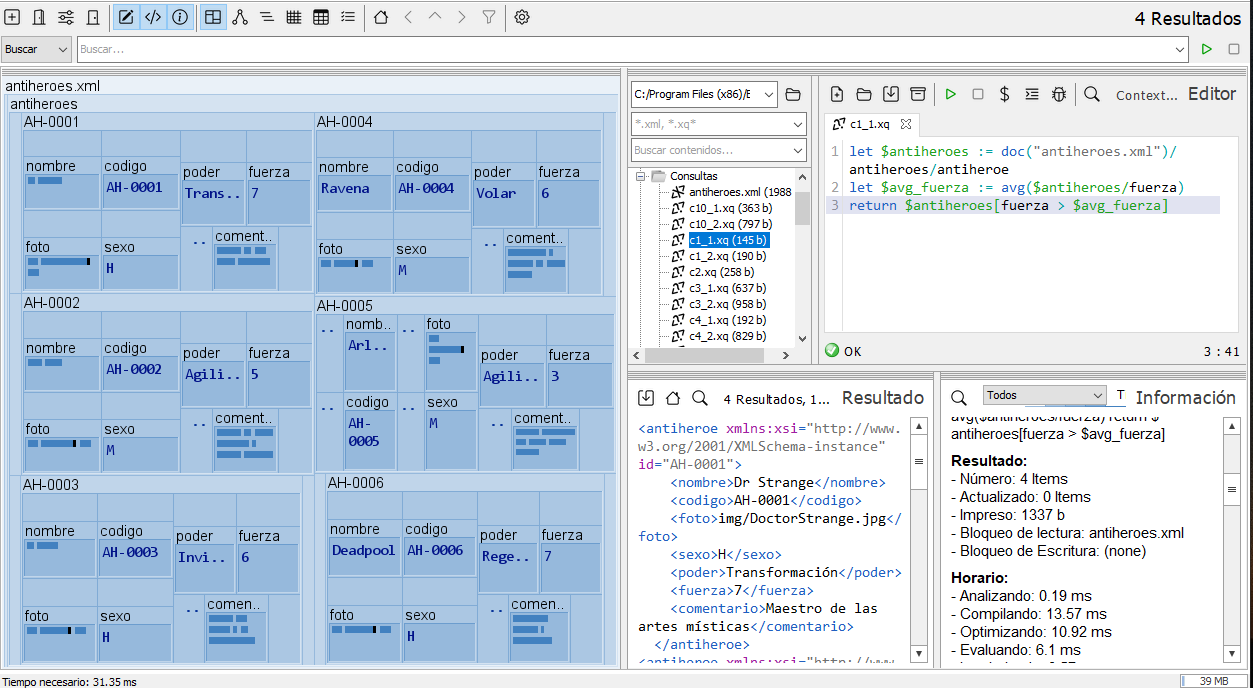 4 Resultados
Buscar
Buscar...
antiheroes.xml
antiheroes
AH-0001
nombre
codigo
AH-0001
poder
Trans..
fuerza
7
foto
sexo
H
..
coment..
AH-0004
nombre
Ravena
codigo
AH-0004
poder
Volar
fuerza
6
foto
sexo
M
..
coment..
AH-0002
nombre
codigo
AH-0002
poder
Agili..
fuerza
5
foto
sexo
M
..
coment..
AH-0005
..
nomb..
Arl..
..
foto
poder
Agili..
fuerza
3
..
codigo
AH-
0005
..
sexo
M
..
coment..
AH-0003
nombre
codigo
AH-0003
poder
Invi..
fuerza
6
foto
sexo
H
..
comen..
AH-0006
nombre
Deadpool
codigo
AH-0006
poder
Rege..
fuerza
7
foto
sexo
H
..
comen..
C:/Program Files (x86)/E
*.xml, *.xq*
Buscar contenidos...
Consultas
antiheroes.xml (1988
c10_1.xq (363 b)
c10_2.xq (797 b)
c1_1.xq (145 b)
c1_2.xq (190 b)
c2.xq (258 b)
c3_1.xq (637 b)
c3_2.xq (958 b)
c4_1.xq (192 b)
c4_2.xq (829 b)
Context... Editor
c1_1.xq
1 let $antiheroes := doc("antiheroes.xml")/
antiheroes/antiheroe
2 let $avg_fuerza := avg($antiheroes/fuerza)
3 return $antiheroes[fuerza > $avg_fuerza]
OK
3 : 41
4 Resultados, 1... Resultado
<antiheroe xmlns:xsi="http://www.
w3.org/2001/XMLSchema-instance"
id="AH-0001">
<nombre>Dr Strange</nombre>
<codigo>AH-0001</codigo>
<foto>img/DoctorStrange.jpg</
foto>
<sexo>H</sexo>
<poder>Transformación</poder>
<fuerza>7</fuerza>
<comentario>Maestro de las
artes místicas</comentario>
</antiheroe>
<antiheroe xmlns:xsi="http://www.
Todos
T
Información
avg($antiheroes/fuerza) return $
antiheroes[fuerza > $avg_fuerza]
Resultado:
- Número: 4 Items
- Actualizado: 0 Items
- Impreso: 1337 b
- Bloqueo de lectura: antiheroes.xml
- Bloqueo de Escritura: (none)
Horario:
- Analizando: 0.19 ms
- Compilando: 13.57 ms
- Optimizando: 10.92 ms
- Evaluando: 6.1 ms
Tiempo necesario: 31.35 ms
39 MB